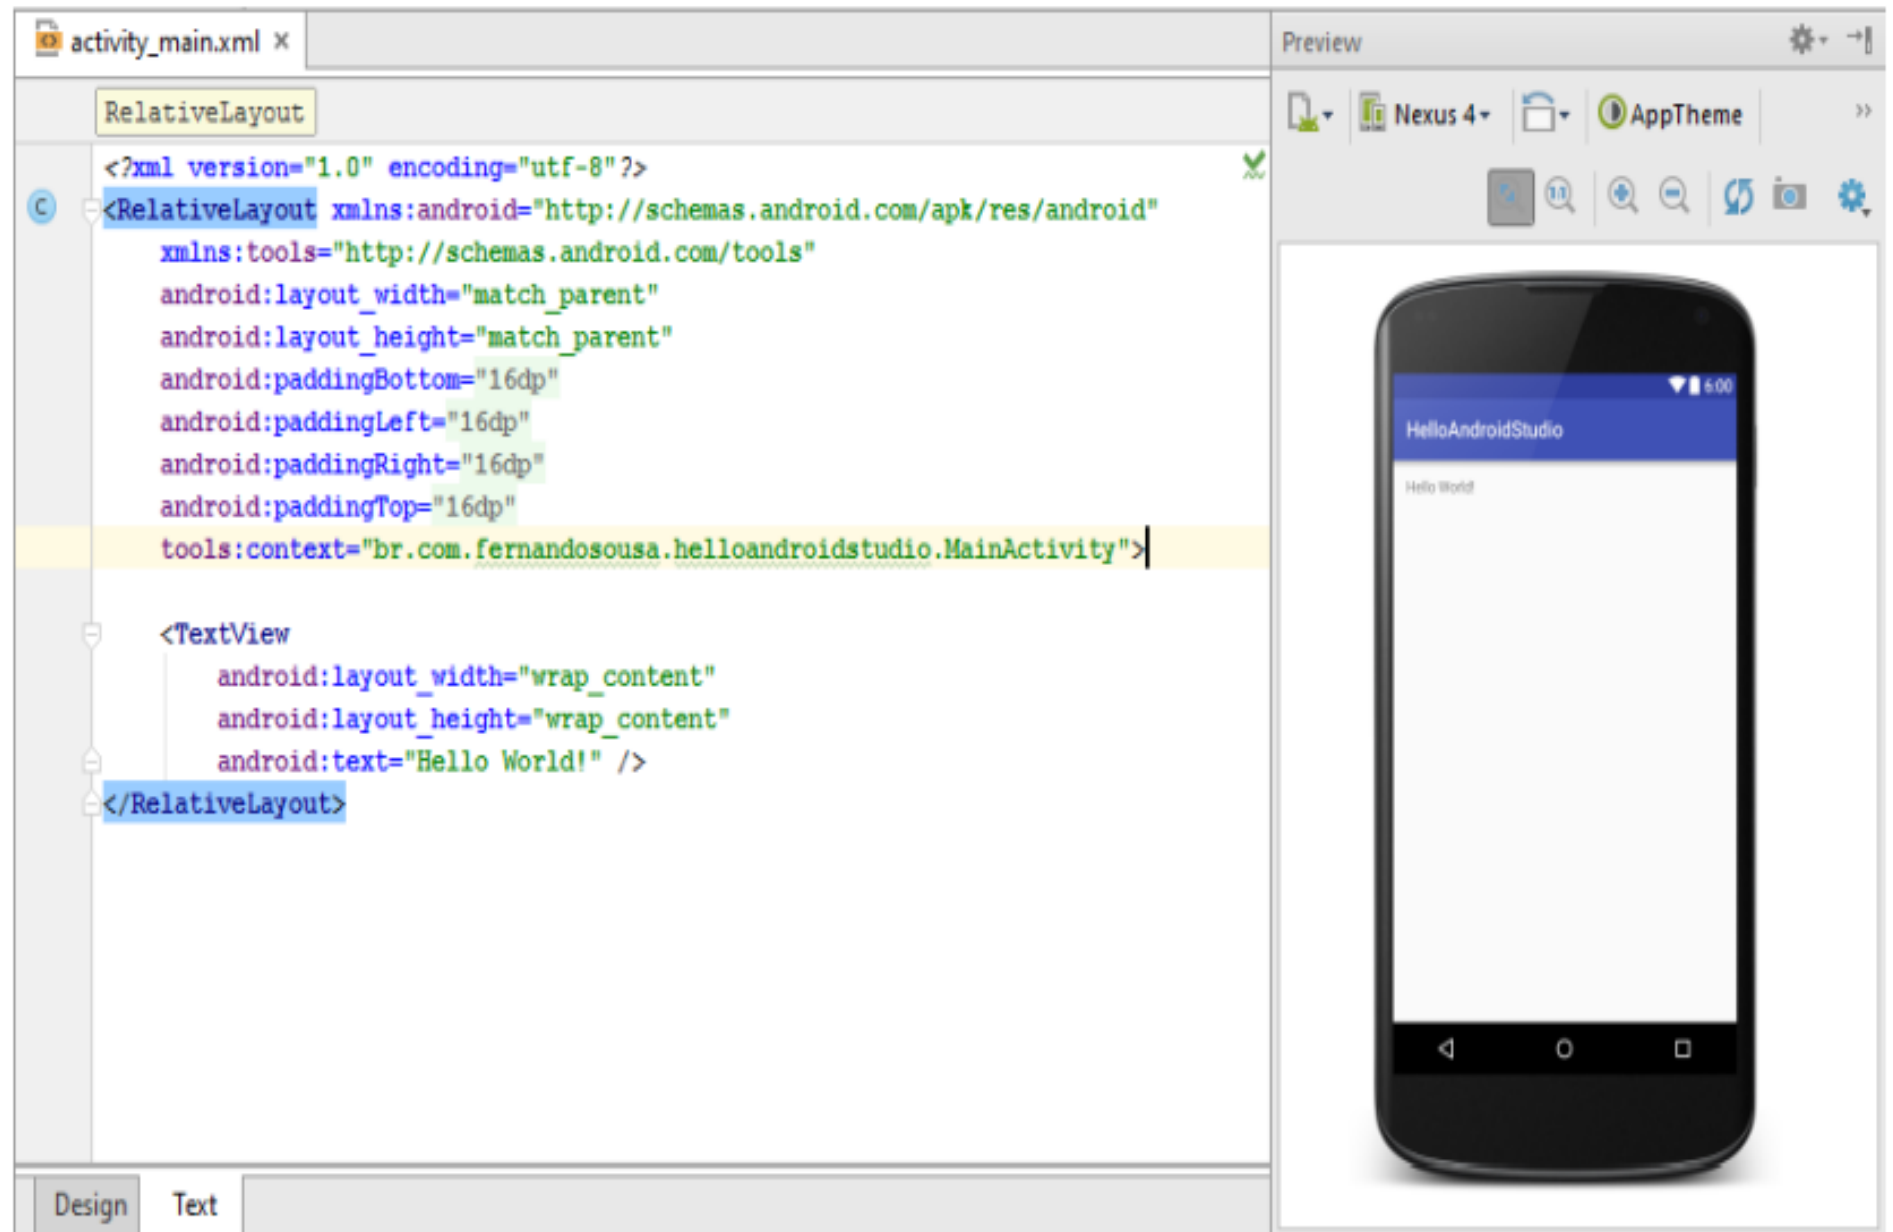 activity_main.xml ×
RelativeLayout
<?xml version="1.0" encoding="utf-8"?>
<RelativeLayout xmlns:android="http://schemas.android.com/apk/res/android"
    xmlns:tools="http://schemas.android.com/tools"
    android:layout_width="match_parent"
    android:layout_height="match_parent"
    android:paddingBottom="16dp"
    android:paddingLeft="16dp"
    android:paddingRight="16dp"
    android:paddingTop="16dp"
    tools:context="br.com.fernandosousa.helloandroidstudio.MainActivity">
    <TextView
        android:layout_width="wrap_content"
        android:layout_height="wrap_content"
        android:text="Hello World!" />
</RelativeLayout>
C
Design Text
Preview
Nexus 4 AppTheme »
1:1
6:00
HelloAndroidStudio
Hello World!